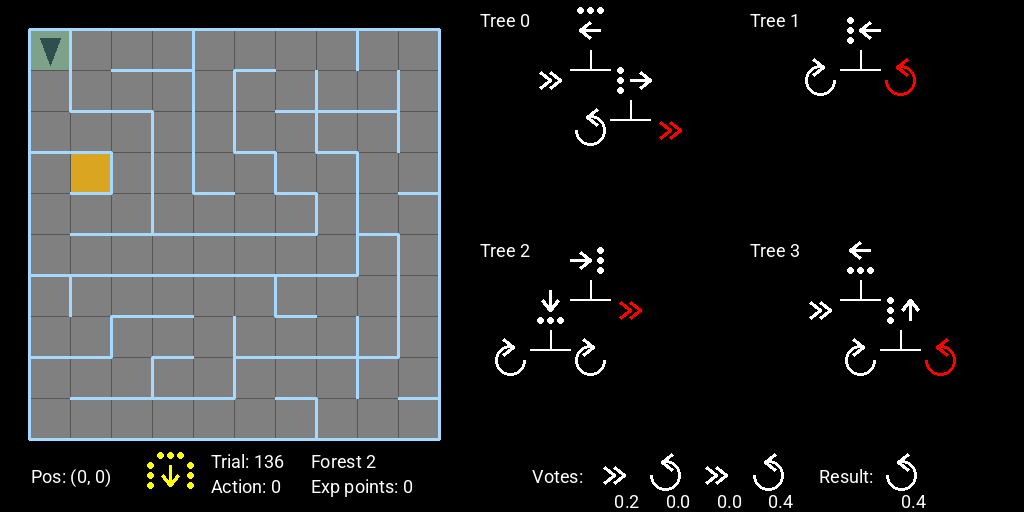 Tree 0
Tree 1
Tree 2
Tree 3
Pos: (0, 0)
Trial: 136
Forest 2
Action: 0
Exp points: 0
Votes:
0.2
0.0
0.0
0.4
Result:
0.4